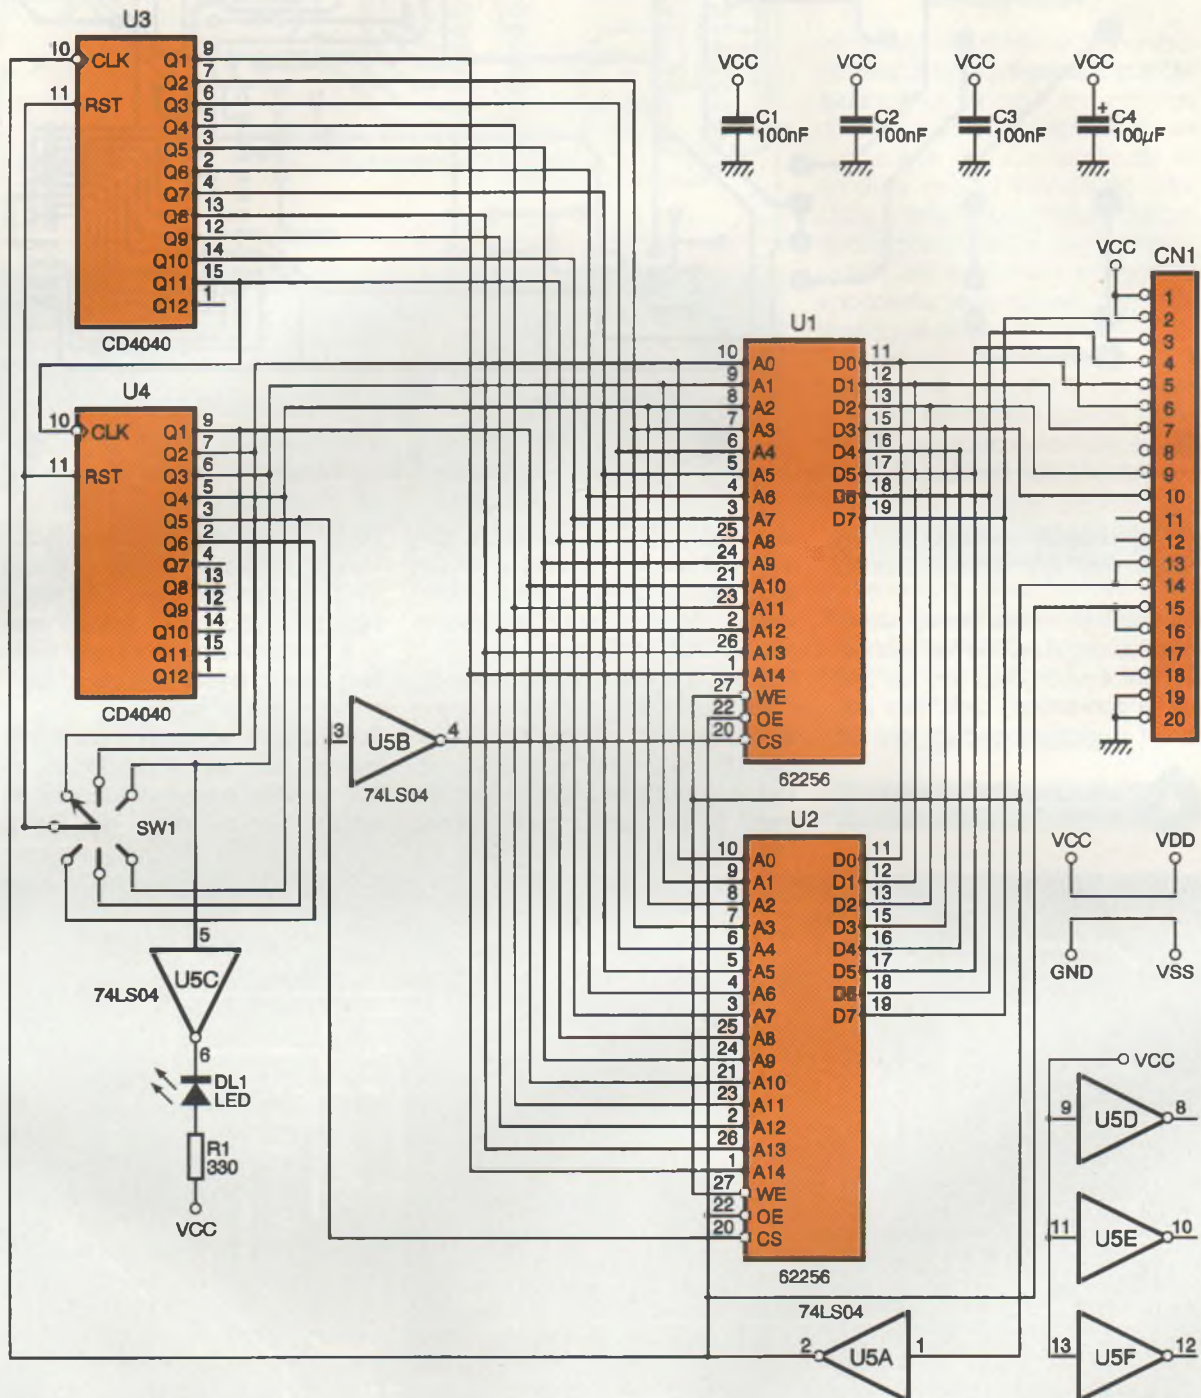 U3
10 CLK Q1 9
Q2 7
11 RST Q3 6
Q4 5
Q5 3
Q6 2
Q7 4
Q8 13
Q9 12
Q10 14
Q11 15
Q12 1
CD4040
U4
10 CLK Q1 9
Q2 7
11 RST Q3 6
Q4 5
Q5 3
Q6 2
Q7 4
Q8 13
Q9 12
Q10 14
Q11 15
Q12 1
CD4040
VCC VCC VCC VCC
C1 100nF
C2 100nF
C3 100nF
+ C4 100µF
VCC CN1
1
2
3
4
5
6
7
8
9
10
11
12
13
14
15
16
17
18
19
20
U1
10 A0 D0 11
9 A1 D1 12
8 A2 D2 13
7 A3 D3 15
6 A4 D4 16
5 A5 D5 17
4 A6 D6 18
3 A7 D7 19
25 A8
24 A9
21 A10
23 A11
2 A12
26 A13
1 A14
27 WE
22 OE
20 CS
62256
3 U5B 4
74LS04
SW1
5
U5C
74LS04
6
DL1
LED
R1
330
VCC
U2
10 A0 D0 11
9 A1 D1 12
8 A2 D2 13
7 A3 D3 15
6 A4 D4 16
5 A5 D5 17
4 A6 D6 18
3 A7 D7 19
25 A8
24 A9
21 A10
23 A11
2 A12
26 A13
1 A14
27 WE
22 OE
20 CS
62256
74LS04
2 U5A 1
VCC VDD
GND VSS
VCC
9 U5D 8
11 U5E 10
13 U5F 12